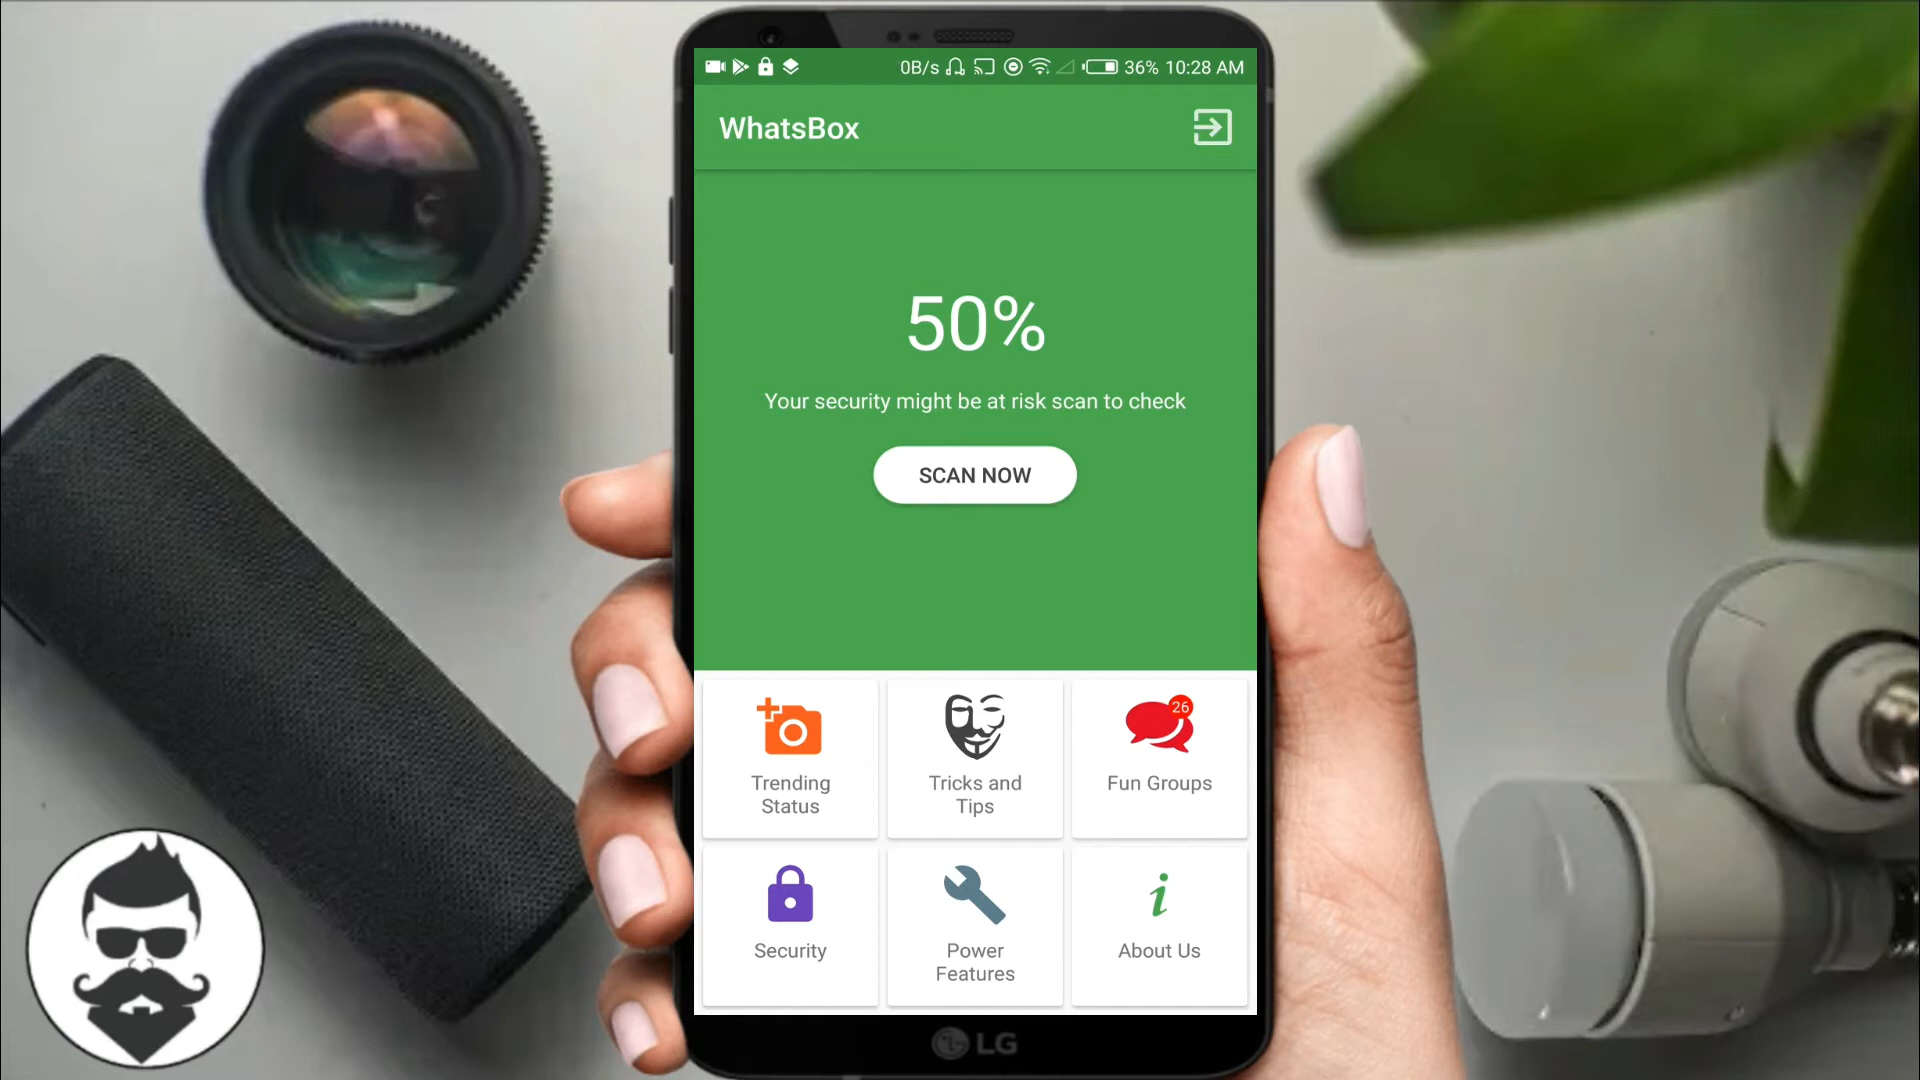 0B/s 36% 10:28 AM
WhatsBox
50%
Your security might be at risk scan to check
SCAN NOW
26
Trending
Status
Tricks and
Tips
Fun Groups
Security
Power
Features
i
About Us
LG